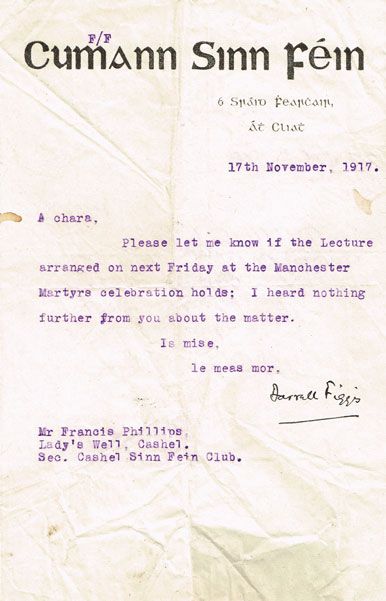 F/F
Cumann Sinn Féin
6 Sráid Fearcair,
Át Cliat
17th November, 1917.
A chara,
Please let me know if the Lecture
arranged on next Friday at the Manchester
Martyrs celebration holds; I heard nothing
further from you about the matter.
Is mise,
le meas mor,
Darrell Figgis
Mr Francis Phillips,
Lady's Well, Cashel.
Sec. Cashel Sinn Fein Club.